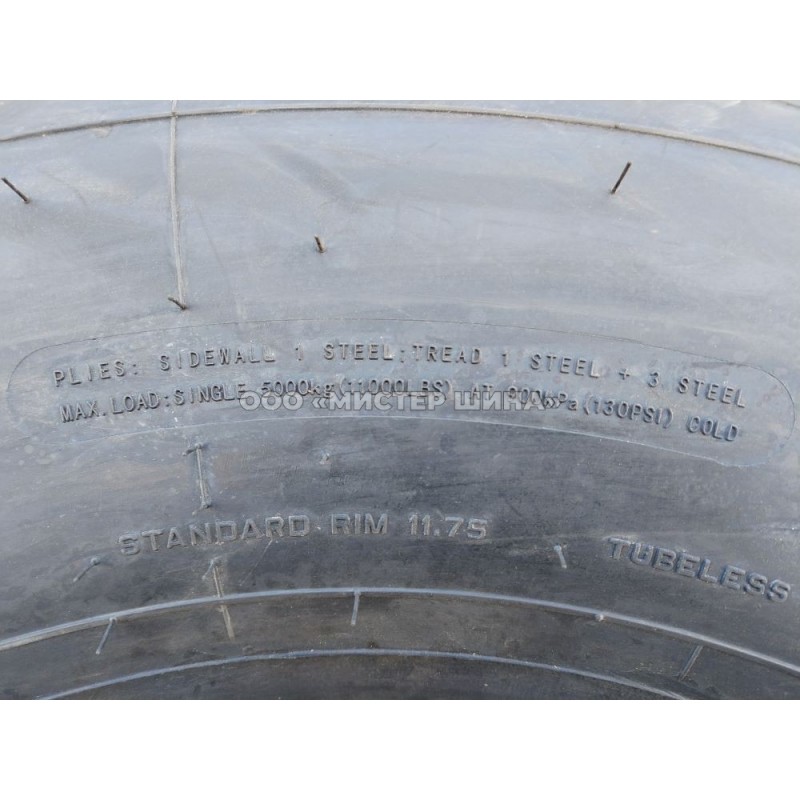 PLIES: SIDEWALL 1 STEEL; TREAD 1 STEEL + 3 STEEL
MAX. LOAD: SINGLE 5000kg (11000LBS) AT 900kPa (130PSI) COLD
ООО «МИСТЕР ШИНА»
STANDARD RIM 11.75
TUBELESS